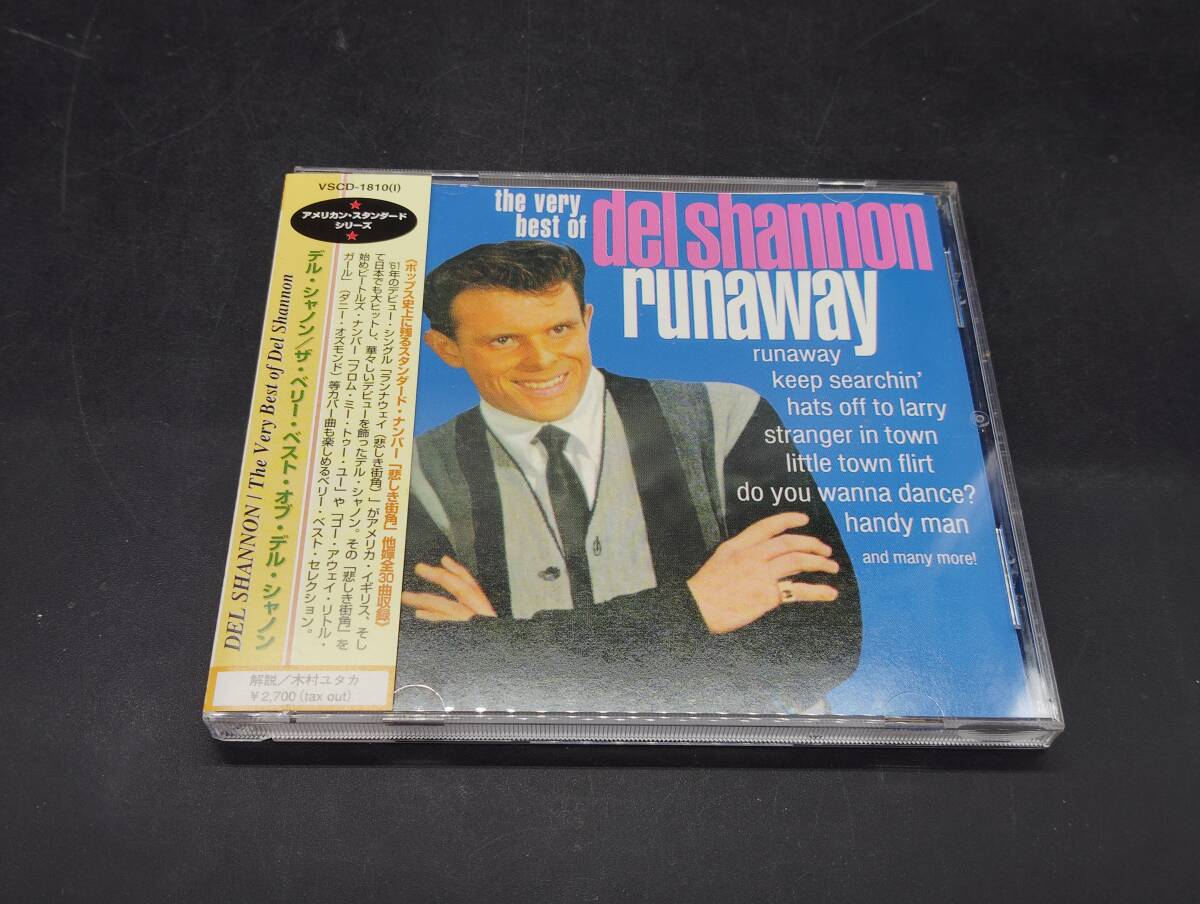 VSCD-1810(I)
アメリカン・スタンダード
シリーズ
《ポップス史上に残るスタンダード・ナンバー「悲しき街角」他婵全30曲収録》
'61年のデビュー・シングル「ランナウェイ(悲しき街角)」がアメリカ・イギリス、そし
て日本でも大ヒットし、華々しいデビューを飾ったデル・シャノン。その「悲しき街角」を
始めビートルズ・ナンバー「フロム・ミー・トゥー・ユー」や「ゴー・アウェイ・リトル・
ガール」(ダニー・オズモンド)等カバー曲も楽しめるベリー・ベスト・セレクション。
デル・シャノン/ザ・ベリー・ベスト・オブ・デル・シャノン
DEL SHANNON / The Very Best of Del Shannon
解説/木村ユタカ
¥2,700(tax out)
the very
best of
del shannon
runaway
runaway
keep searchin'
hats off to larry
stranger in town
little town flirt
do you wanna dance?
handy man
and many more!